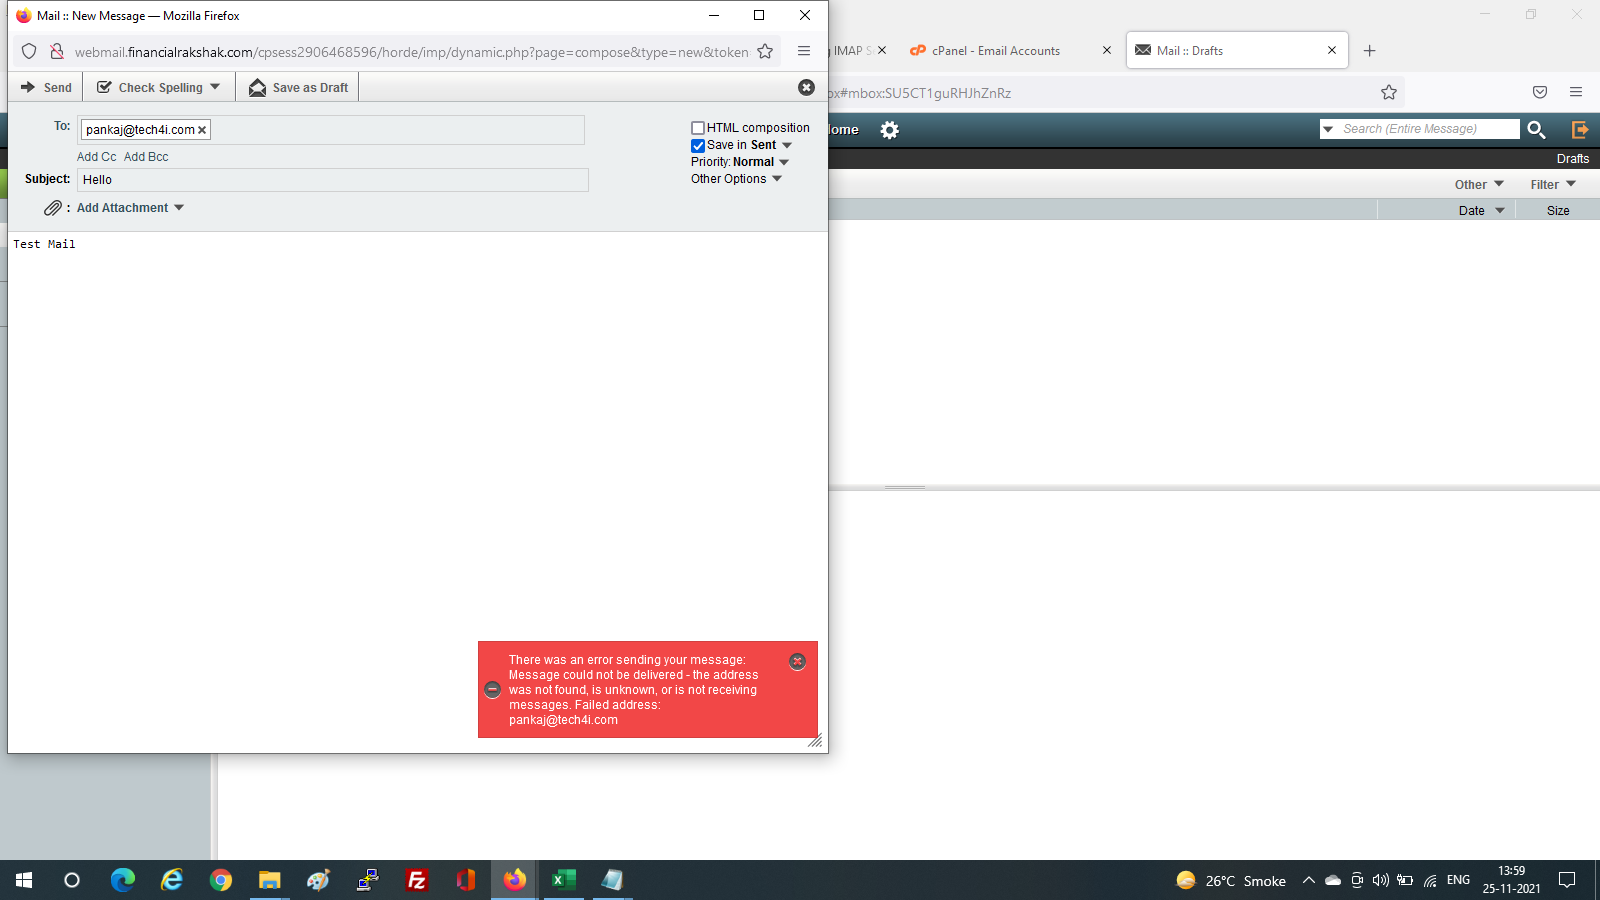 Mail :: New Message — Mozilla Firefox
webmail.financialrakshak.com/cpsess2906468596/horde/imp/dynamic.php?page=compose&type=new&token=
Send
Check Spelling
Save as Draft
To:
pankaj@tech4i.com
Add Cc Add Bcc
Subject:
Hello
: Add Attachment
HTML composition
Save in Sent
Priority: Normal
Other Options
Test Mail
There was an error sending your message:
Message could not be delivered - the address
was not found, is unknown, or is not receiving
messages. Failed address:
pankaj@tech4i.com
IMAP
cPanel - Email Accounts
Mail :: Drafts
ox#mbox:SU5CT1guRHJhZnRz
ome
Search (Entire Message)
Drafts
Other
Filter
Date
Size
26°C Smoke
ENG
13:59
25-11-2021